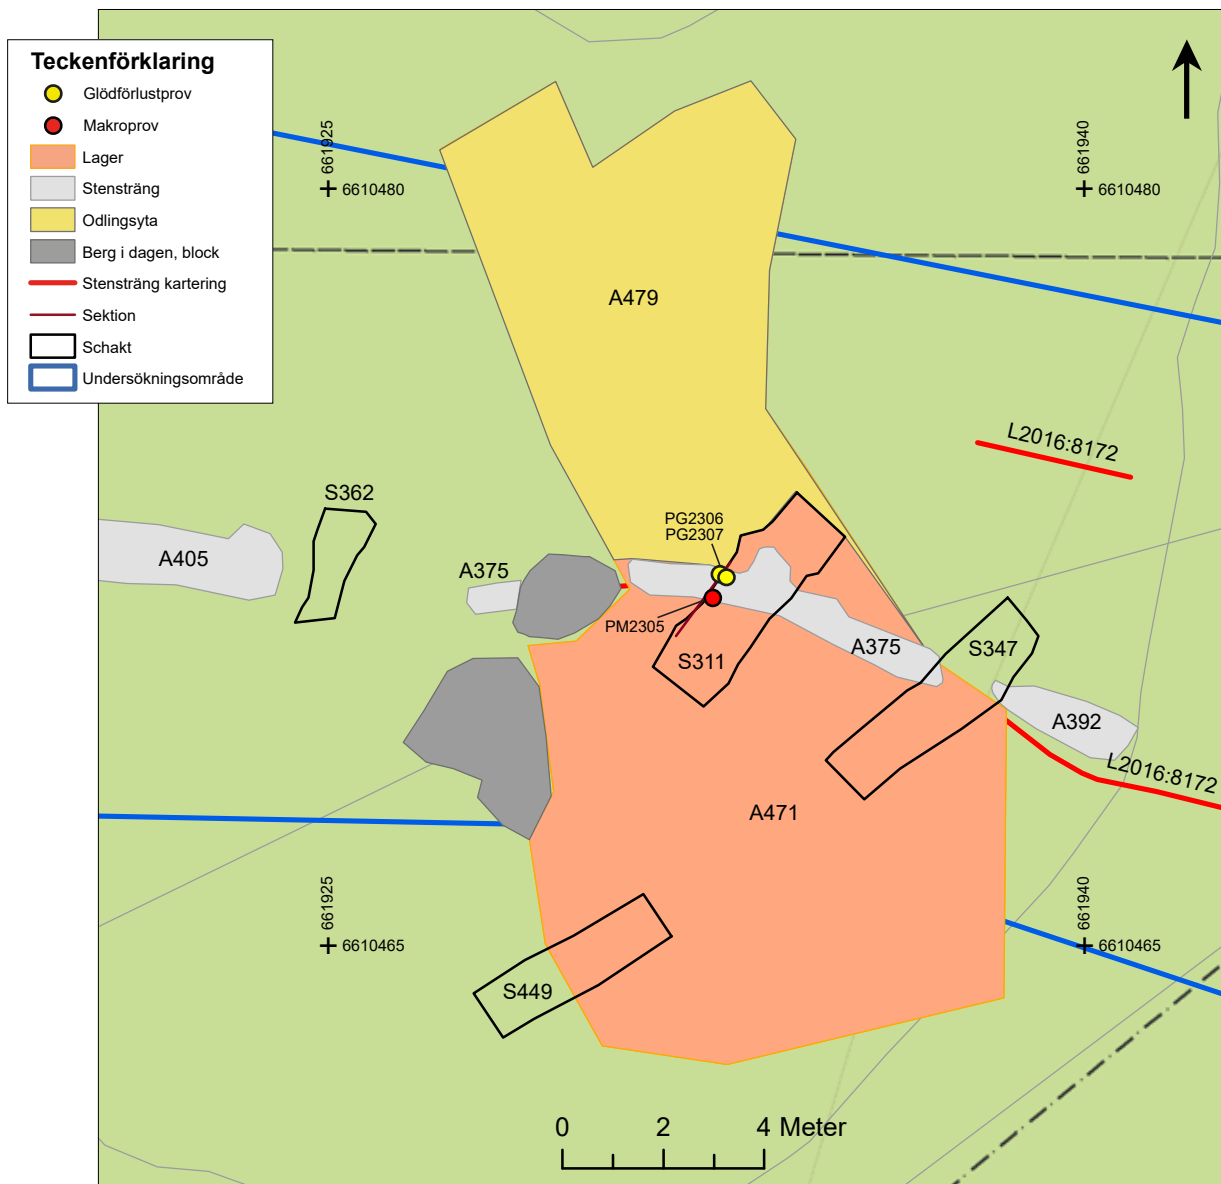 Teckenförklaring
Glödförlustprov
Makroprov
Lager
Stensträng
Odlingsyta
Berg i dagen, block
Stensträng kartering
Sektion
Schakt
Undersökningsområde
661925
6610480
661940
6610480
A479
L2016:8172
S362
PG2306
PG2307
A405
A375
PM2305
S311
A375
S347
A392
L2016:8172
A471
661925
6610465
661940
6610465
S449
0 2 4 Meter